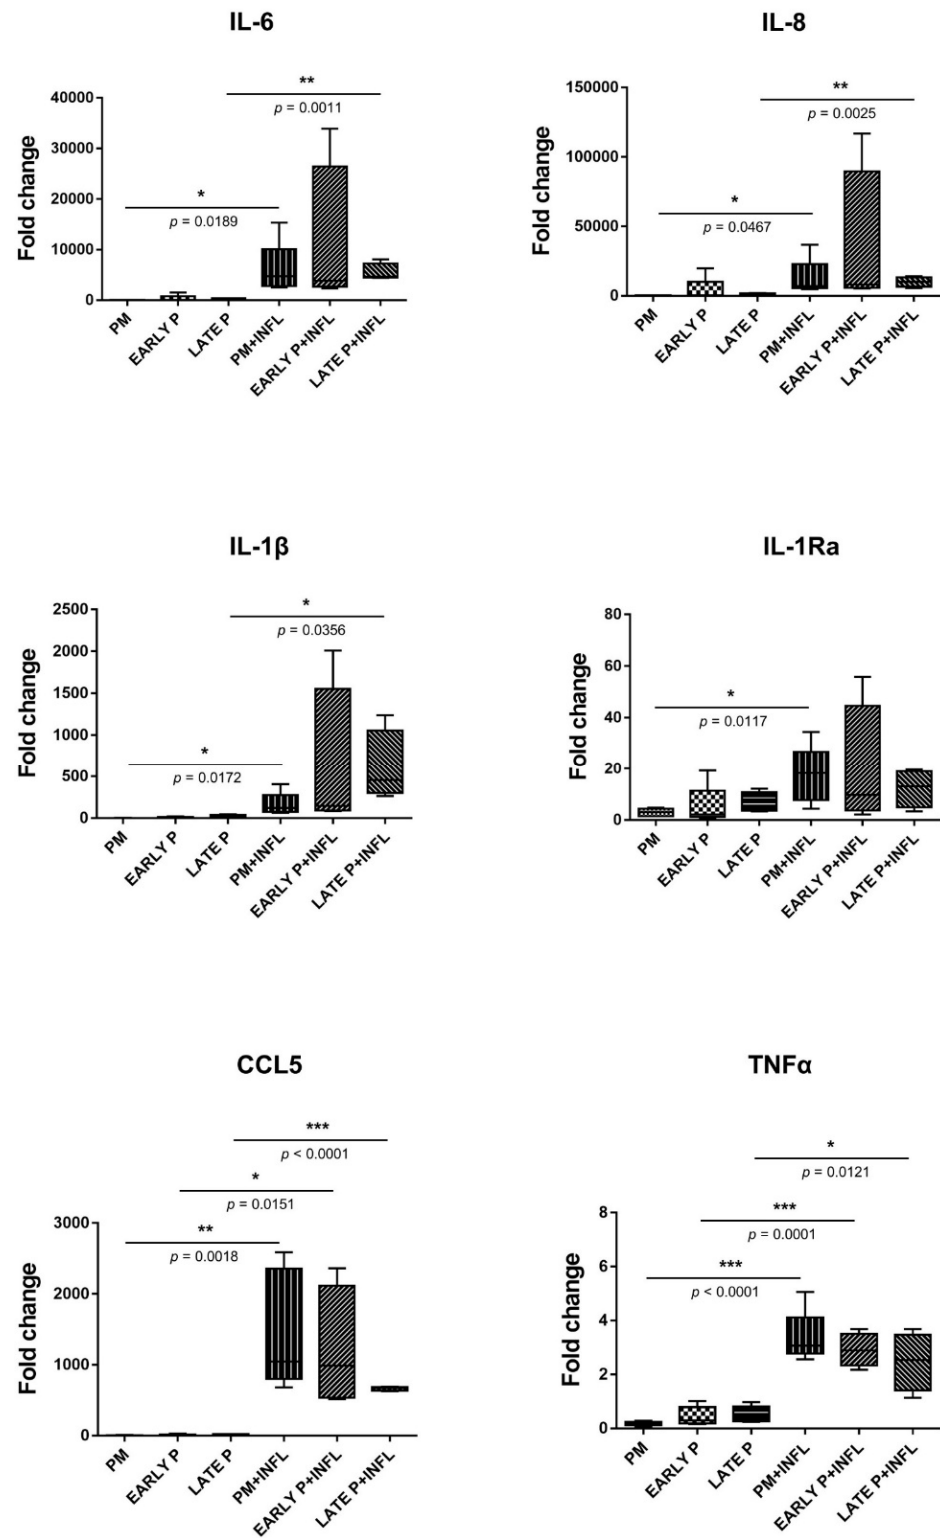 IL-6
**
p = 0.0011
*
p = 0.0189
Fold change
40000
30000
20000
10000
0
PM
EARLY P
LATE P
PM+INFL
EARLY P+INFL
LATE P+INFL
IL-8
**
p = 0.0025
*
p = 0.0467
Fold change
150000
100000
50000
0
PM
EARLY P
LATE P
PM+INFL
EARLY P+INFL
LATE P+INFL
IL-1β
*
p = 0.0356
*
p = 0.0172
Fold change
2500
2000
1500
1000
500
0
PM
EARLY P
LATE P
PM+INFL
EARLY P+INFL
LATE P+INFL
IL-1Ra
*
p = 0.0117
Fold change
80
60
40
20
0
PM
EARLY P
LATE P
PM+INFL
EARLY P+INFL
LATE P+INFL
CCL5
***
p < 0.0001
*
p = 0.0151
**
p = 0.0018
Fold change
3000
2000
1000
0
PM
EARLY P
LATE P
PM+INFL
EARLY P+INFL
LATE P+INFL
TNFα
*
p = 0.0121
***
p = 0.0001
***
p < 0.0001
Fold change
8
6
4
2
0
PM
EARLY P
LATE P
PM+INFL
EARLY P+INFL
LATE P+INFL